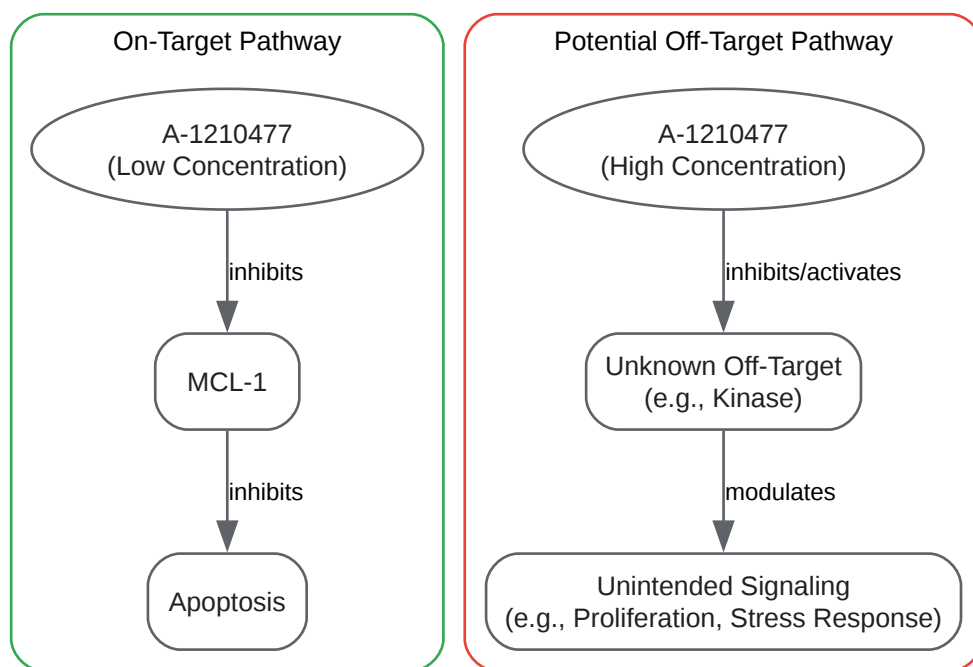 On-Target Pathway
A-1210477
(Low Concentration)
inhibits
MCL-1
inhibits
Apoptosis
Potential Off-Target Pathway
A-1210477
(High Concentration)
inhibits/activates
Unknown Off-Target
(e.g., Kinase)
modulates
Unintended Signaling
(e.g., Proliferation, Stress Response)